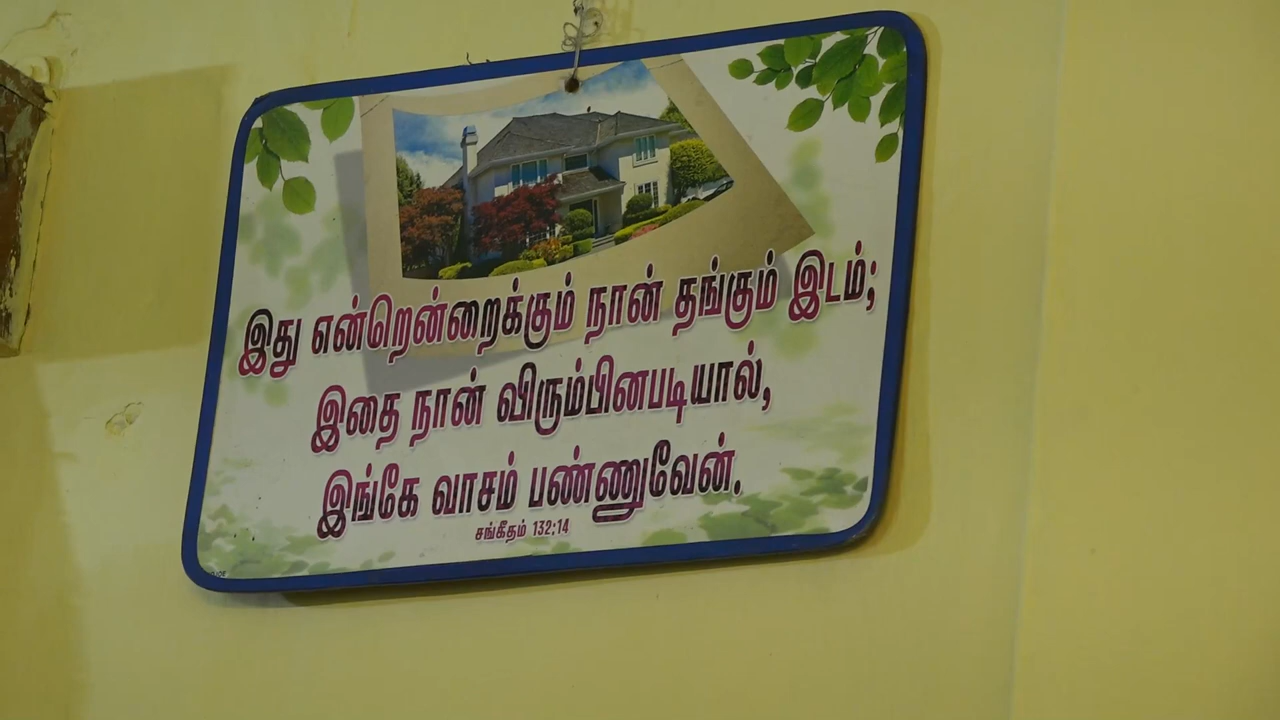 இது என்றென்றைக்கும் நான் தங்கும் இடம்;
இதை நான் விரும்பினபடியால்,
இங்கே வாசம் பண்ணுவேன்.
சங்கீதம் 132;14